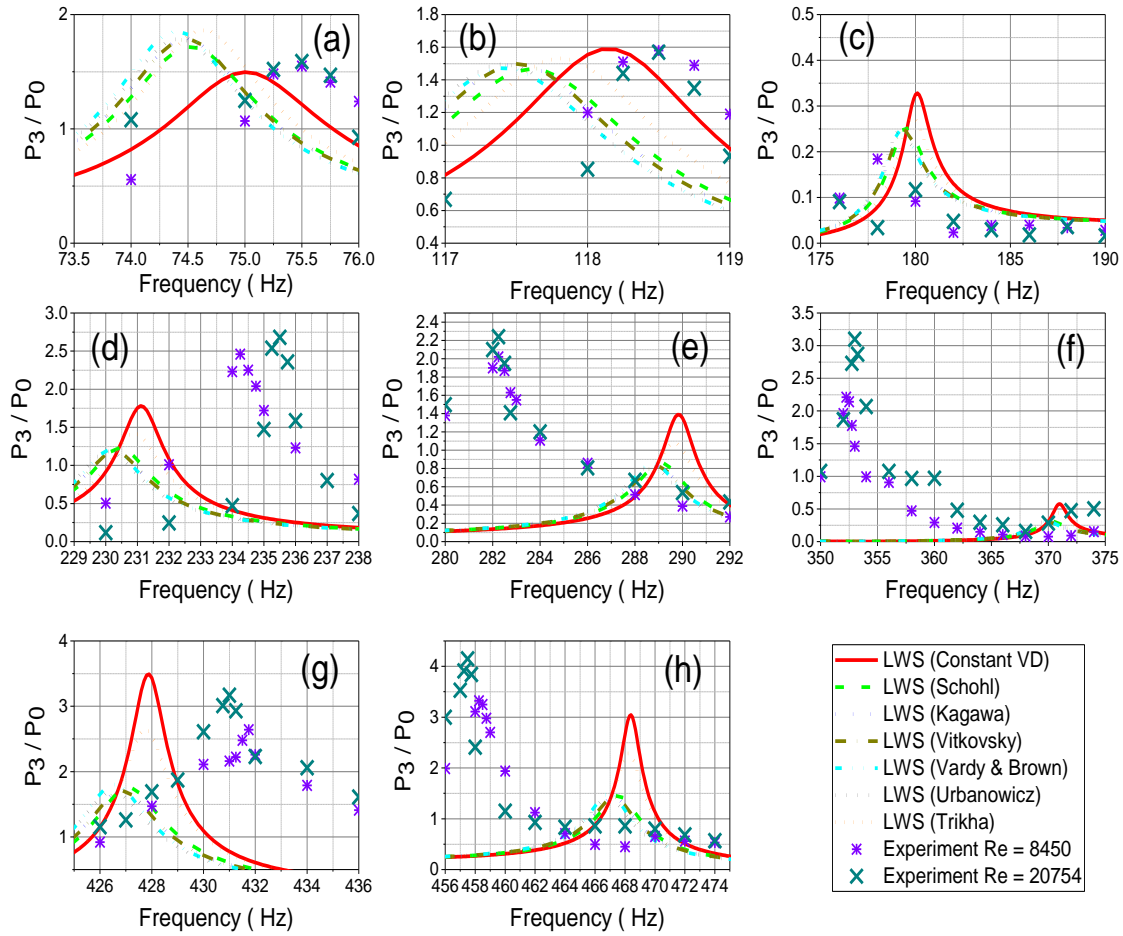 (a)
P3 / P0
2
1
0
73.5 74.0 74.5 75.0 75.5 76.0
Frequency ( Hz)
(b)
1.8
1.6
1.4
1.2
1.0
0.8
0.6
0.4
117 118 119
Frequency ( Hz)
(c)
0.5
0.4
0.3
0.2
0.1
0.0
175 180 185 190
Frequency ( Hz)
(d)
P3 / P0
3.0
2.5
2.0
1.5
1.0
0.5
0.0
229 230 231 232 233 234 235 236 237 238
Frequency ( Hz)
(e)
2.4
2.2
2.0
1.8
1.6
1.4
1.2
1.0
0.8
0.6
0.4
0.2
0.0
280 282 284 286 288 290 292
Frequency ( Hz)
(f)
3.5
3.0
2.5
2.0
1.5
1.0
0.5
0.0
350 355 360 365 370 375
Frequency ( Hz)
(g)
P3 / P0
4
3
2
1
426 428 430 432 434 436
Frequency ( Hz)
(h)
4
3
2
1
0
456 458 460 462 464 466 468 470 472 474
Frequency ( Hz)
LWS (Constant VD)
LWS (Schohl)
LWS (Kagawa)
LWS (Vitkovsky)
LWS (Vardy & Brown)
LWS (Urbanowicz)
LWS (Trikha)
Experiment Re = 8450
Experiment Re = 20754